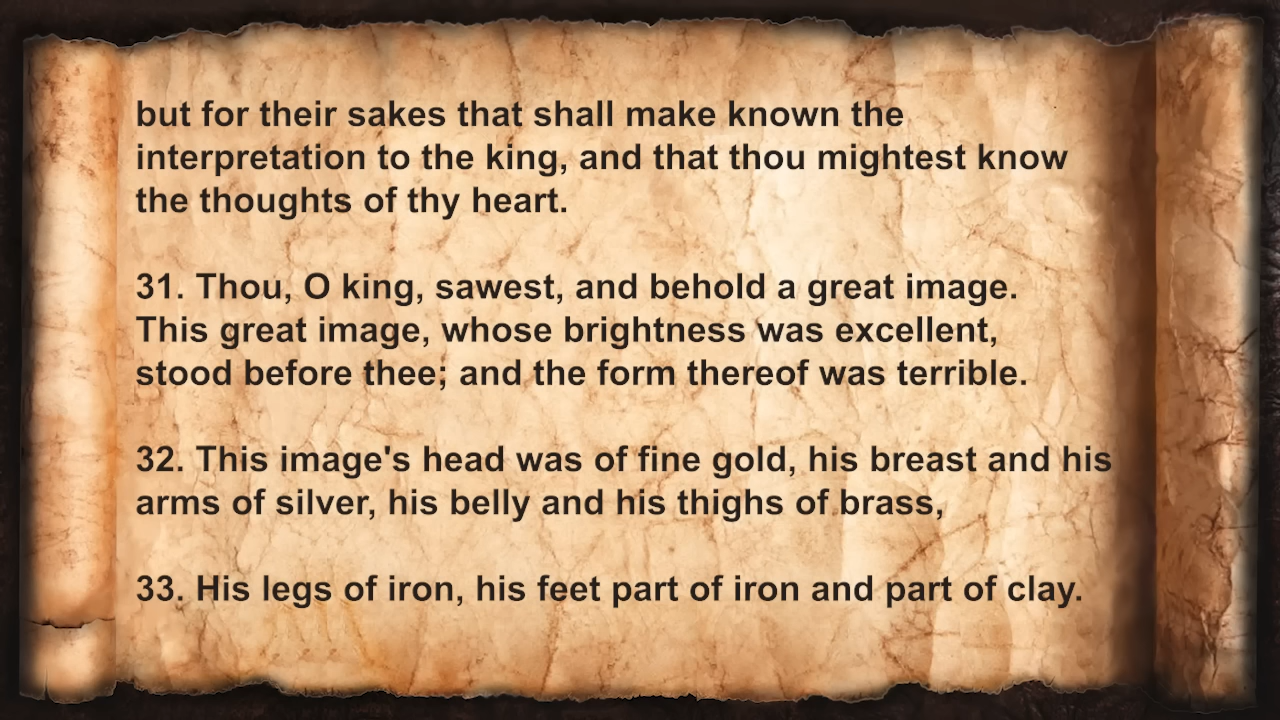 but for their sakes that shall make known the
interpretation to the king, and that thou mightest know
the thoughts of thy heart.
31. Thou, O king, sawest, and behold a great image.
This great image, whose brightness was excellent,
stood before thee; and the form thereof was terrible.
32. This image's head was of fine gold, his breast and his
arms of silver, his belly and his thighs of brass,
33. His legs of iron, his feet part of iron and part of clay.